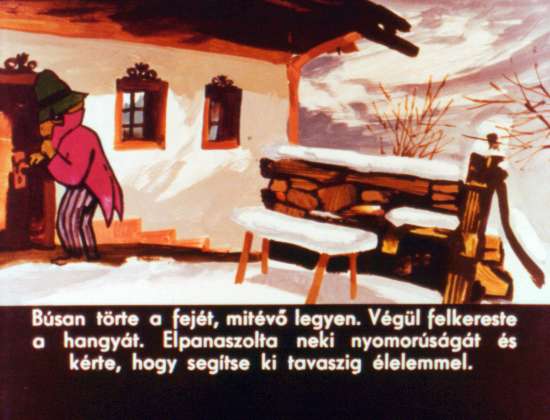 Búsan törte a fejét, mitévő legyen. Végül felkereste
a hangyát. Elpanaszolta neki nyomorúságát és
kérte, hogy segítse ki tavaszig élelemmel.